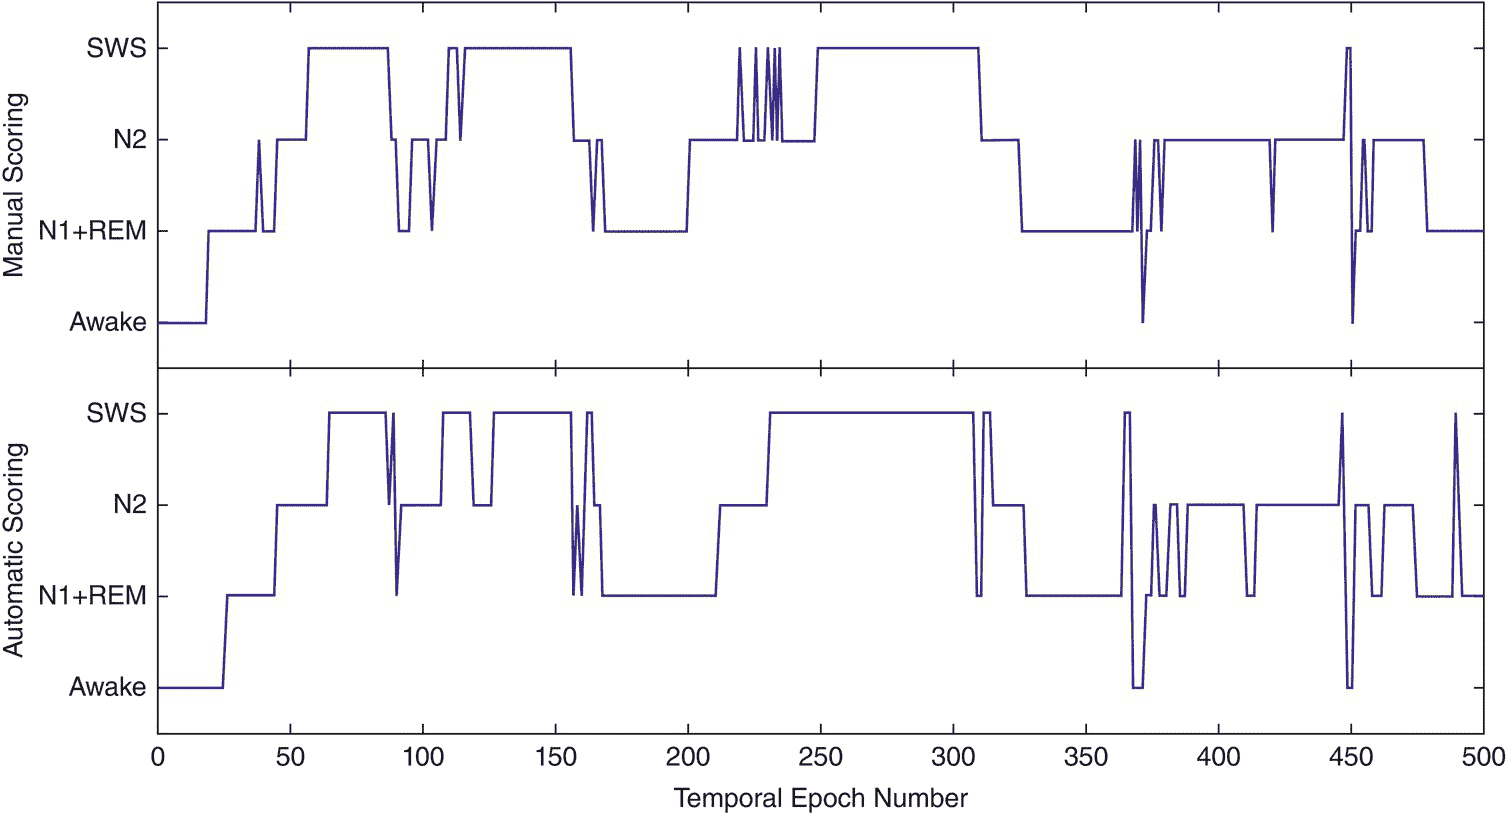 Manual Scoring
SWS
N2
N1+REM
Awake
Automatic Scoring
SWS
N2
N1+REM
Awake
0 50 100 150 200 250 300 350 400 450 500
Temporal Epoch Number